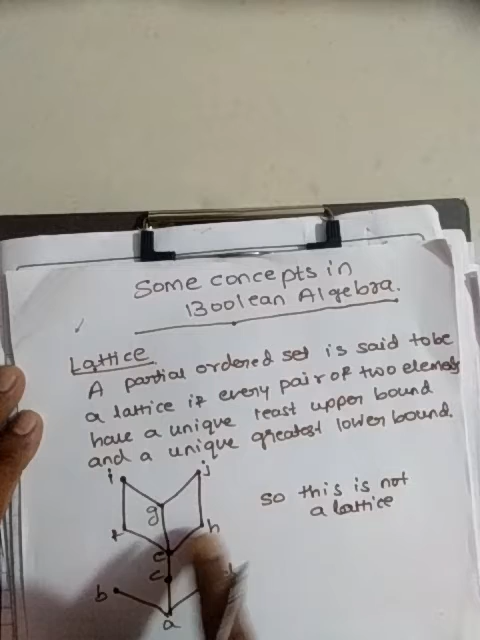 Some concepts in
Boolean Algebra.
Lattice
A partial ordered set is said to be
a lattice if every pair of two elements
have a unique least upper bound
and a unique greatest lower bound.
i
j
g
f
h
so this is not
a lattice
e
c
b
d
a